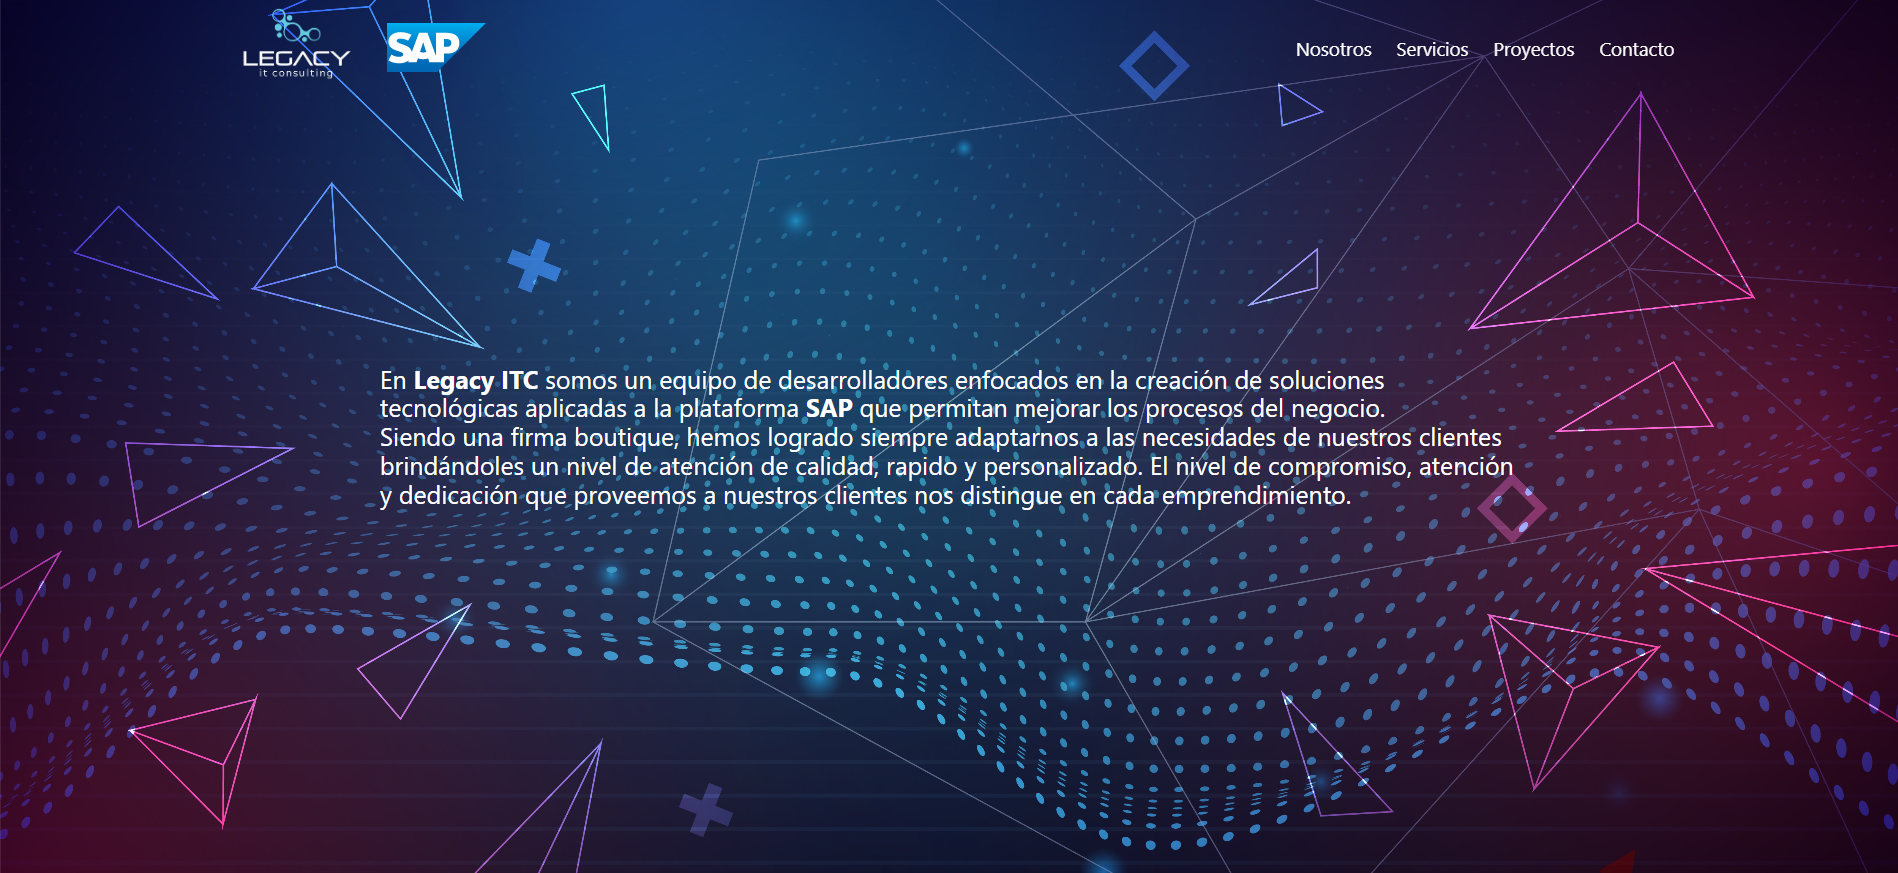 LEGACY
it consulting
SAP
Nosotros Servicios Proyectos Contacto
En Legacy ITC somos un equipo de desarrolladores enfocados en la creación de soluciones
tecnológicas aplicadas a la plataforma SAP que permitan mejorar los procesos del negocio.
Siendo una firma boutique, hemos logrado siempre adaptarnos a las necesidades de nuestros clientes
brindándoles un nivel de atención de calidad, rapido y personalizado. El nivel de compromiso, atención
y dedicación que proveemos a nuestros clientes nos distingue en cada emprendimiento.